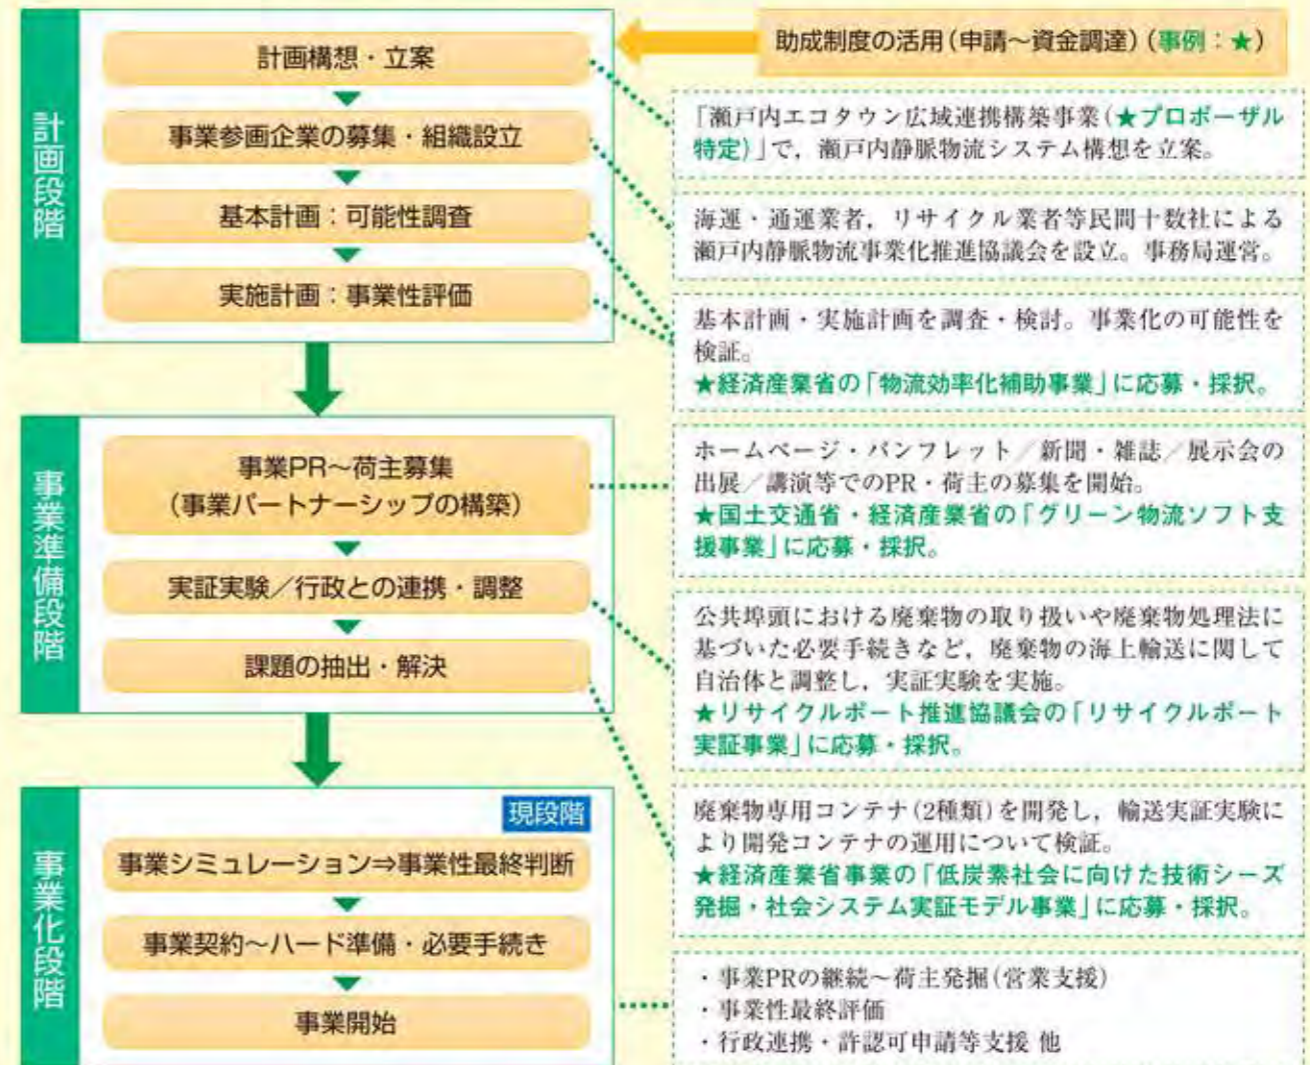 助成制度の活用(申請～資金調達)(事例:★)
計画段階
計画構想・立案
事業参画企業の募集・組織設立
基本計画:可能性調査
実施計画:事業性評価
「瀬戸内エコタウン広域連携構築事業(★プロポーザル
特定)」で，瀬戸内静脈物流システム構想を立案。
海運・通運業者，リサイクル業者等民間十数社による
瀬戸内静脈物流事業化推進協議会を設立。事務局運営。
基本計画・実施計画を調査・検討。事業化の可能性を
検証。
★経済産業省の「物流効率化補助事業」に応募・採択。
事業準備段階
事業PR～荷主募集
(事業パートナーシップの構築)
実証実験／行政との連携・調整
課題の抽出・解決
ホームページ・パンフレット／新聞・雑誌／展示会の
出展／講演等でのPR・荷主の募集を開始。
★国土交通省・経済産業省の「グリーン物流ソフト支
援事業」に応募・採択。
公共埠頭における廃棄物の取り扱いや廃棄物処理法に
基づいた必要手続きなど，廃棄物の海上輸送に関して
自治体と調整し，実証実験を実施。
★リサイクルポート推進協議会の「リサイクルポート
実証事業」に応募・採択。
廃棄物専用コンテナ(2種類)を開発し，輸送実証実験に
より開発コンテナの運用について検証。
★経済産業省事業の「低炭素社会に向けた技術シーズ
発掘・社会システム実証モデル事業」に応募・採択。
事業化段階
現段階
事業シミュレーション⇒事業性最終判断
事業契約～ハード準備・必要手続き
事業開始
・事業PRの継続～荷主発掘(営業支援)
・事業性最終評価
・行政連携・許認可申請等支援 他